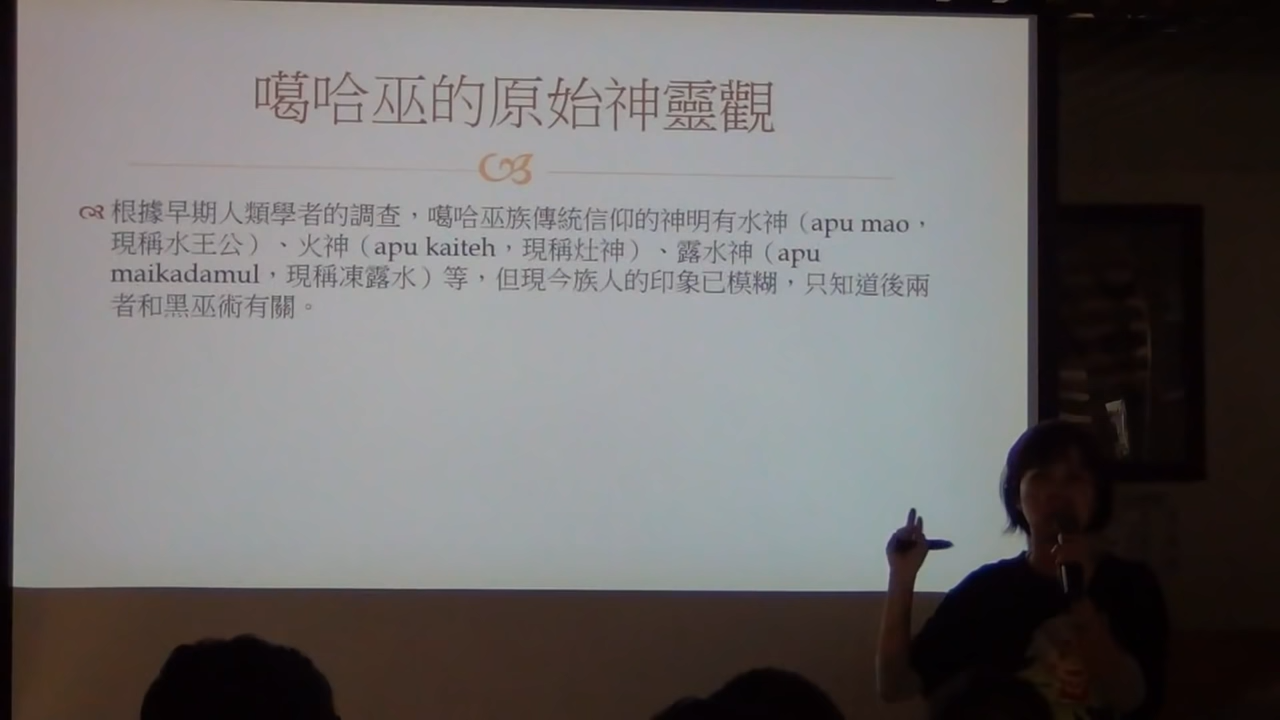 噶哈巫的原始神靈觀
根據早期人類學者的調查，噶哈巫族傳統信仰的神明有水神（apu mao，
現稱水王公）、火神（apu kaiteh，現稱灶神）、露水神（apu
maikadamul，現稱凍露水）等，但現今族人的印象已模糊，只知道後兩
者和黑巫術有關。